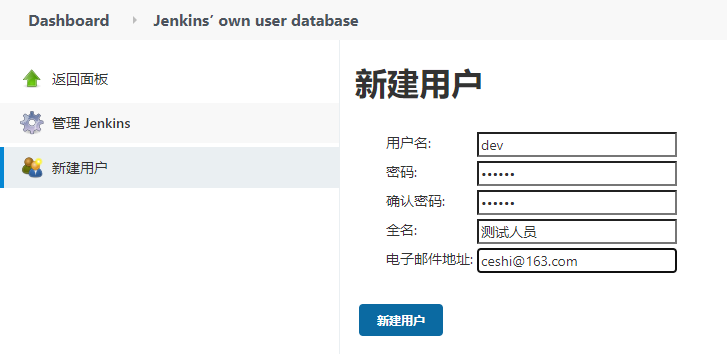 Dashboard Jenkins’ own user database
返回面板
管理 Jenkins
新建用户
新建用户
用户名: dev
密码: ••••••
确认密码: ••••••
全名: 测试人员
电子邮件地址: ceshi@163.com
新建用户